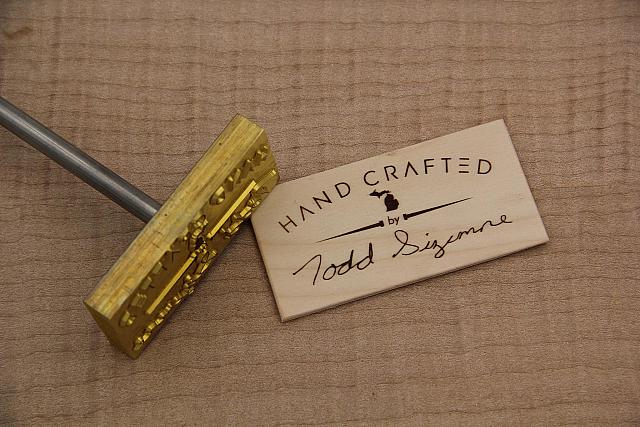 HAND CRAFTED
by
Todd Sizemore